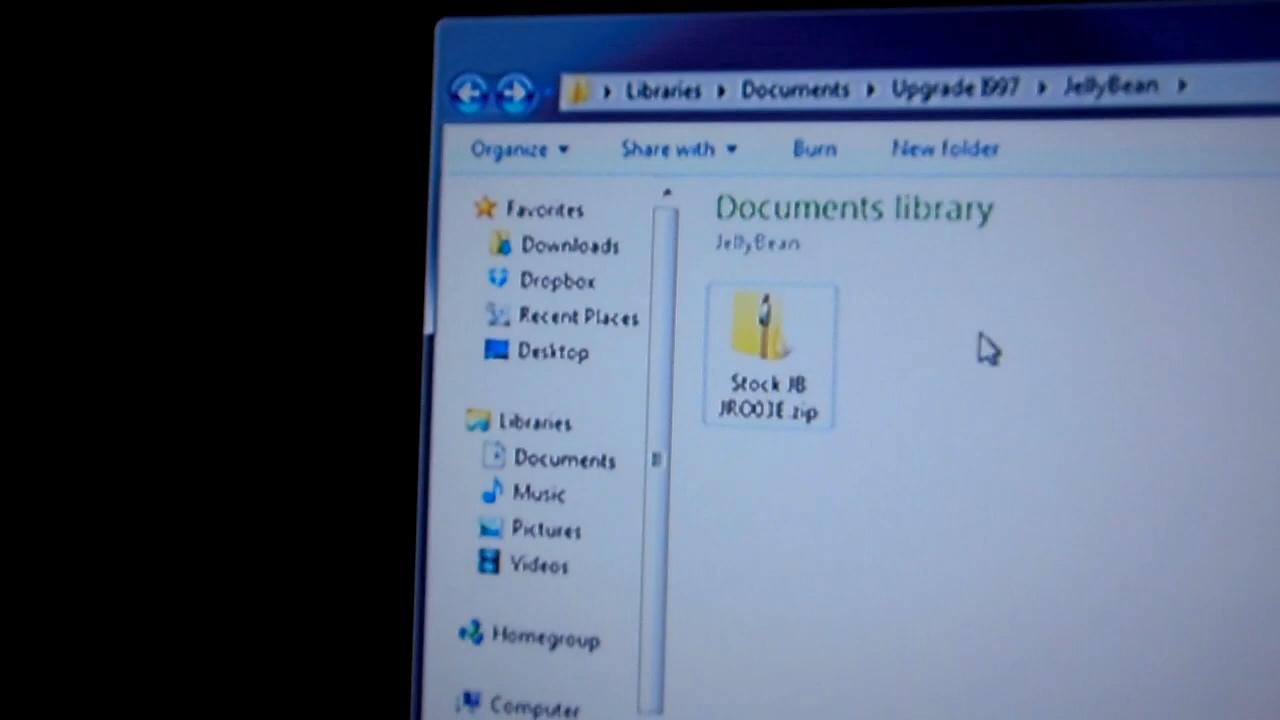 Libraries Documents Upgrade 1997 JellyBean
Organize Share with Burn New folder
Favorites
Downloads
Dropbox
Recent Places
Desktop
Libraries
Documents
Music
Pictures
Videos
Homegroup
Computer
Documents library
JellyBean
Stock JB
JRO03E.zip